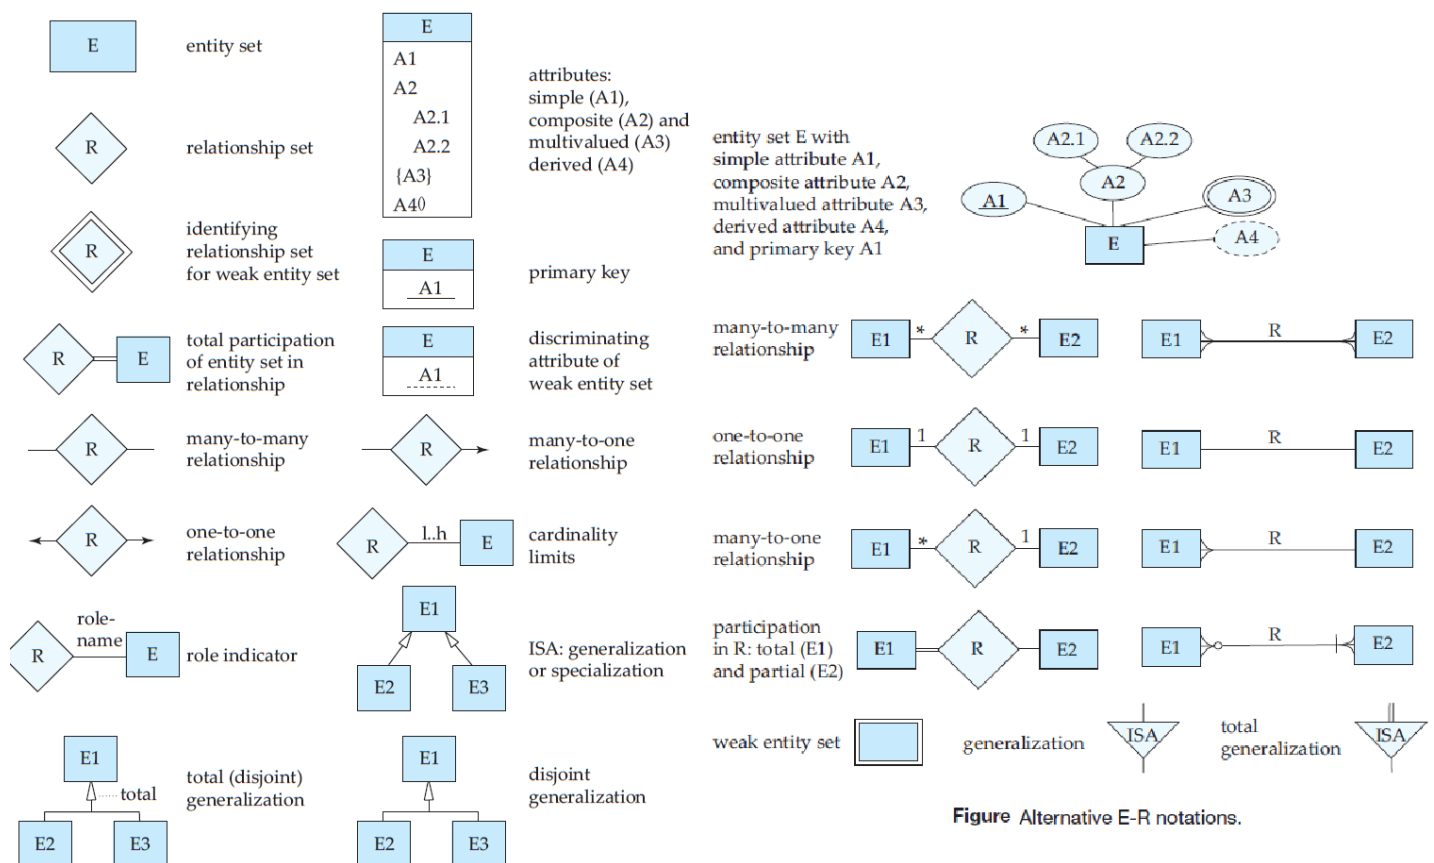 E
entity set
R
relationship set
R
identifying
relationship set
for weak entity set
R
E
total participation
of entity set in
relationship
R
many-to-many
relationship
R
one-to-one
relationship
role-
name
R
E
role indicator
E1
total
E2
E3
total (disjoint)
generalization
E
A1
A2
A2.1
A2.2
{A3}
A4()
attributes:
simple (A1),
composite (A2) and
multivalued (A3)
derived (A4)
E
A1
primary key
E
A1
discriminating
attribute of
weak entity set
R
many-to-one
relationship
R
l..h
E
cardinality
limits
E1
E2
E3
ISA: generalization
or specialization
E1
E2
E3
disjoint
generalization
entity set E with
simple attribute A1,
composite attribute A2,
multivalued attribute A3,
derived attribute A4,
and primary key A1
A2.1
A2.2
A1
A2
A3
E
A4
many-to-many
relationship
E1
*
R
*
E2
E1
R
E2
one-to-one
relationship
E1
1
R
1
E2
E1
R
E2
many-to-one
relationship
E1
*
R
1
E2
E1
R
E2
participation
in R: total (E1)
and partial (E2)
E1
R
E2
E1
R
E2
weak entity set
generalization
ISA
total
generalization
ISA
Figure Alternative E-R notations.